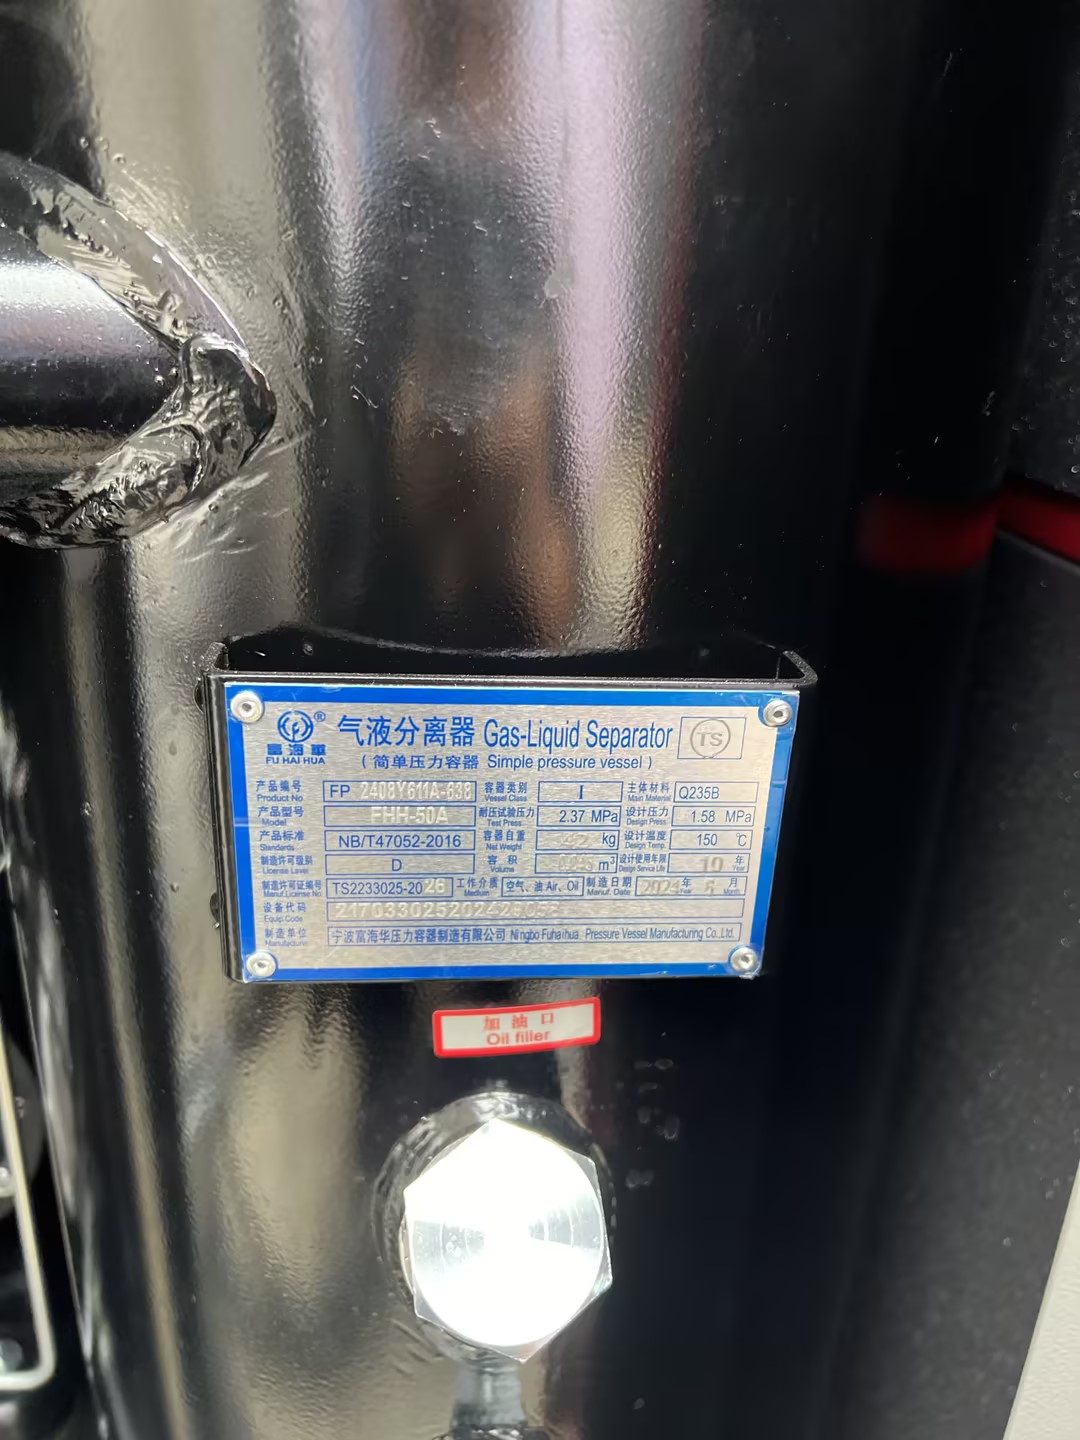 富海华® 气液分离器 Gas-Liquid Separator TS
FU HAI HUA (简单压力容器 Simple pressure vessel)
产品编号 Product No FP 2408Y611A-638 容器类别 Vessel Class I 主体材料 Main Material Q235B
产品型号 Model FHH-50A 耐压试验压力 Test Press. 2.37 MPa 设计压力 Design Press 1.58 MPa
产品标准 Standards NB/T47052-2016 容器自重 Net Weight kg 设计温度 Design Temp. 150 ℃
制造许可级别 License Level D 容积 Volume m³ 设计使用年限 Design Service Life 10 年 Year
制造许可证编号 Manuf.License No. TS2233025-2026 工作介质 Medium 空气、油 Air、Oil 制造日期 Manuf. Date 2024 年 Year 6 月 Month
设备代码 Equip.Code
制造单位 Manufacturer 宁波富海华压力容器制造有限公司 Ningbo Fuhaihua Pressure Vessel Manufacturing Co.,Ltd.
加油口
Oil filler